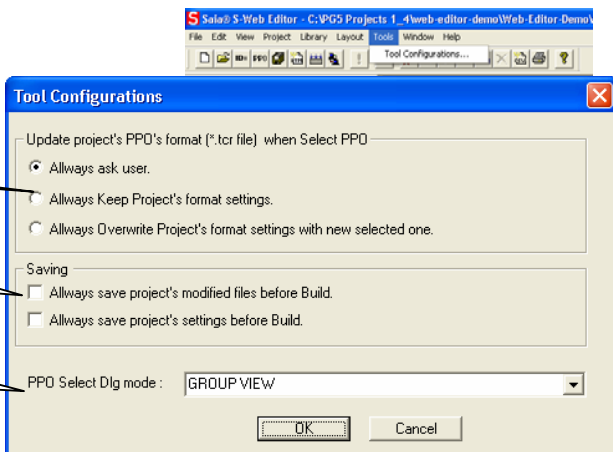 Saia® S-Web Editor - C:\PG5 Projects 1_4\web-editor-demo\Web-Editor-Demo\
File Edit View Project Library Layout Tools Window Help
Tool Configurations...
Tool Configurations
Update project's PPO's format (*.tcr file) when Select PPO
Allways ask user.
Allways Keep Project's format settings.
Allways Overwrite Project's format settings with new selected one.
Saving
Allways save project's modified files before Build.
Allways save project's settings before Build.
PPO Select Dlg mode : GROUP VIEW
OK Cancel